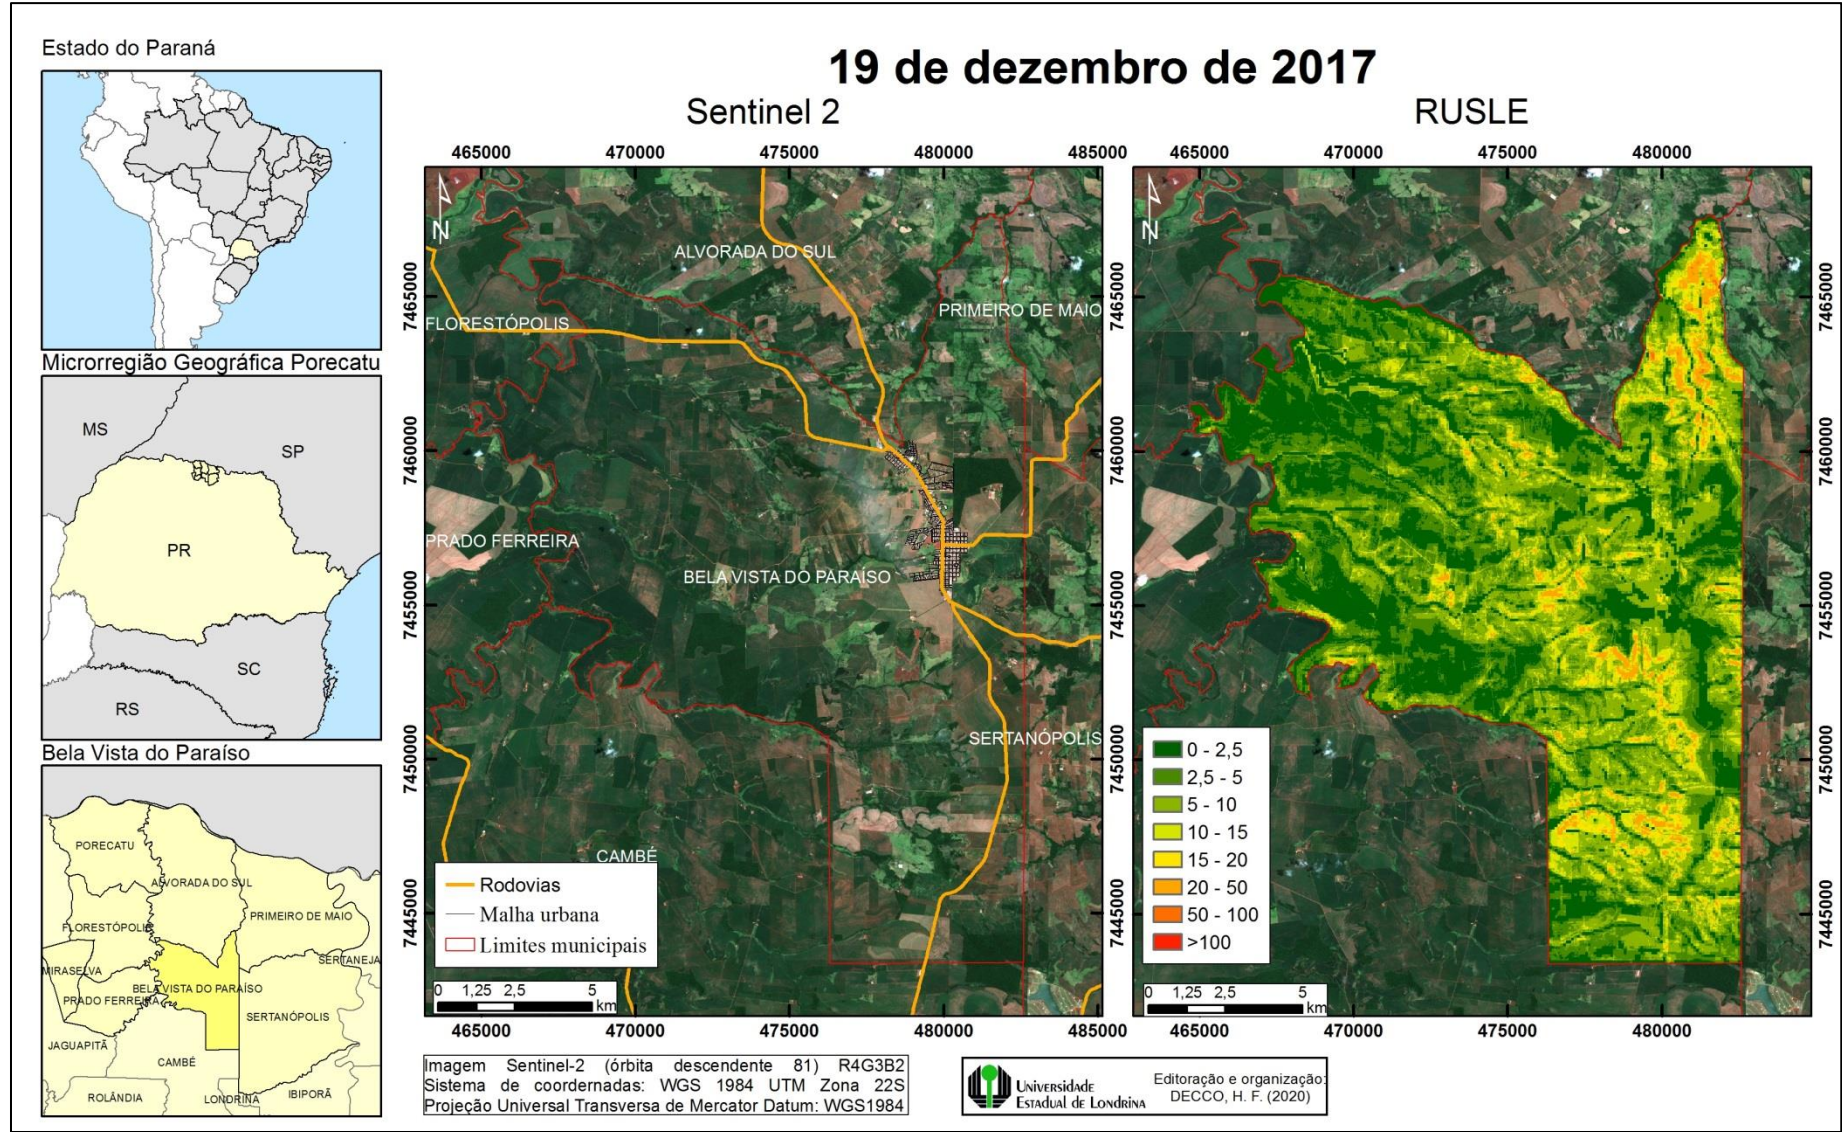 Estado do Paraná
Microrregião Geográfica Porecatu
MS
SP
PR
SC
RS
Bela Vista do Paraíso
PORECATU
ALVORADA DO SUL
PRIMEIRO DE MAIO
FLORESTÓPOLIS
SERTANEJA
MIRASELVA
BELA VISTA DO PARAÍSO
PRADO FERREIRA
SERTANÓPOLIS
JAGUAPITÃ
CAMBÉ
ROLÂNDIA
LONDRINA
IBIPORÃ
19 de dezembro de 2017
Sentinel 2
465000 470000 475000 480000 485000
7465000
7460000
7455000
7450000
7445000
N
ALVORADA DO SUL
PRIMEIRO DE MAIO
FLORESTÓPOLIS
PRADO FERREIRA
BELA VISTA DO PARAÍSO
SERTANÓPOLIS
CAMBÉ
Rodovias
Malha urbana
Limites municipais
0 1,25 2,5 5
km
465000 470000 475000 480000 485000
RUSLE
465000 470000 475000 480000
7465000
7460000
7455000
7450000
7445000
N
7465000
7460000
7455000
7450000
7445000
0 - 2,5
2,5 - 5
5 - 10
10 - 15
15 - 20
20 - 50
50 - 100
>100
0 1,25 2,5 5
km
465000 470000 475000 480000
Imagem Sentinel-2 (órbita descendente 81) R4G3B2
Sistema de coordernadas: WGS 1984 UTM Zona 22S
Projeção Universal Transversa de Mercator Datum: WGS1984
UNIVERSIDADE
ESTADUAL DE LONDRINA
Editoração e organização:
DECCO, H. F. (2020)